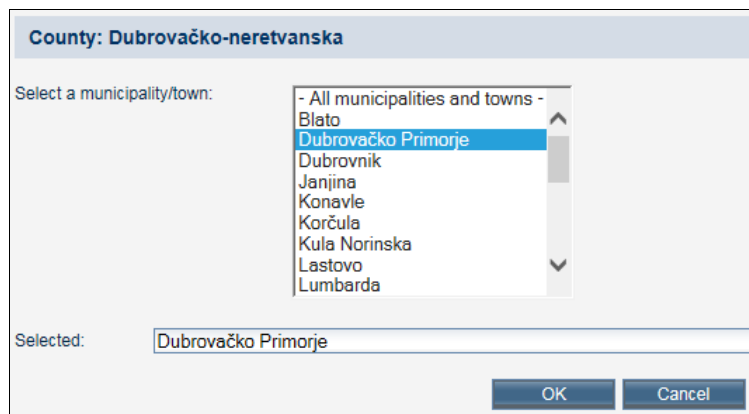 County: Dubrovačko-neretvanska
Select a municipality/town:
- All municipalities and towns -
Blato
Dubrovačko Primorje
Dubrovnik
Janjina
Konavle
Korčula
Kula Norinska
Lastovo
Lumbarda
Selected: Dubrovačko Primorje
OK Cancel